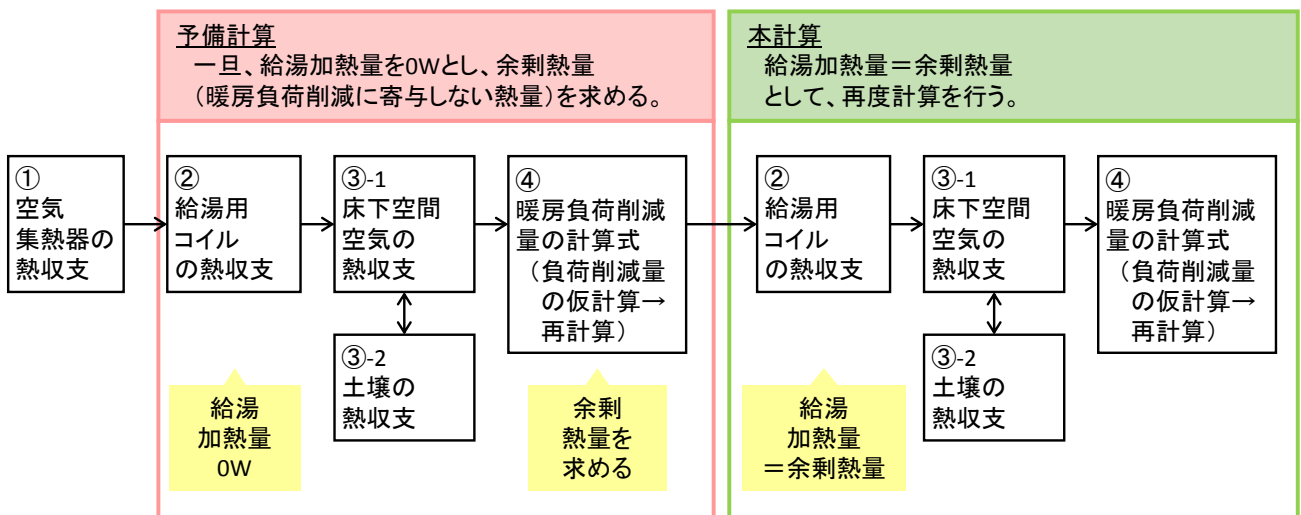 予備計算
一旦、給湯加熱量を0Wとし、余剰熱量
(暖房負荷削減に寄与しない熱量)を求める。
本計算
給湯加熱量＝余剰熱量
として、再度計算を行う。
①
空気
集熱器の
熱収支
②
給湯用
コイル
の熱収支
③-1
床下空間
空気の
熱収支
④
暖房負荷削減
量の計算式
（負荷削減量
の仮計算→
再計算）
③-2
土壌の
熱収支
給湯
加熱量
0W
余剰
熱量を
求める
②
給湯用
コイル
の熱収支
③-1
床下空間
空気の
熱収支
④
暖房負荷削減
量の計算式
（負荷削減量
の仮計算→
再計算）
③-2
土壌の
熱収支
給湯
加熱量
＝余剰熱量